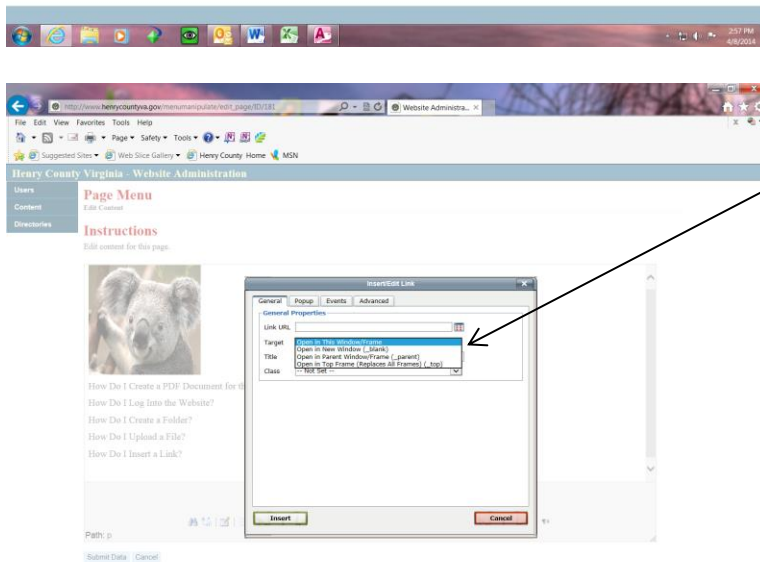 2:57 PM
4/8/2014
http://www.henrycountyva.gov/menumanipulate/edit_page/ID/181
Website Administra...
File Edit View Favorites Tools Help
Page Safety Tools
Suggested Sites Web Slice Gallery Henry County Home MSN
Henry County Virginia - Website Administration
Users
Content
Directories
Page Menu
Edit Content
Instructions
Edit content for this page.
Insert/Edit Link
General Popup Events Advanced
General Properties
Link URL
Target Open in This Window/Frame
Open in New Window (_blank)
Open in Parent Window/Frame (_parent)
Open in Top Frame (Replaces All Frames) (_top)
Title
Class -- Not Set --
How Do I Create a PDF Document for th
How Do I Log Into the Website?
How Do I Create a Folder?
How Do I Upload a File?
How Do I Insert a Link?
Insert Cancel
Path: p
Submit Data Cancel